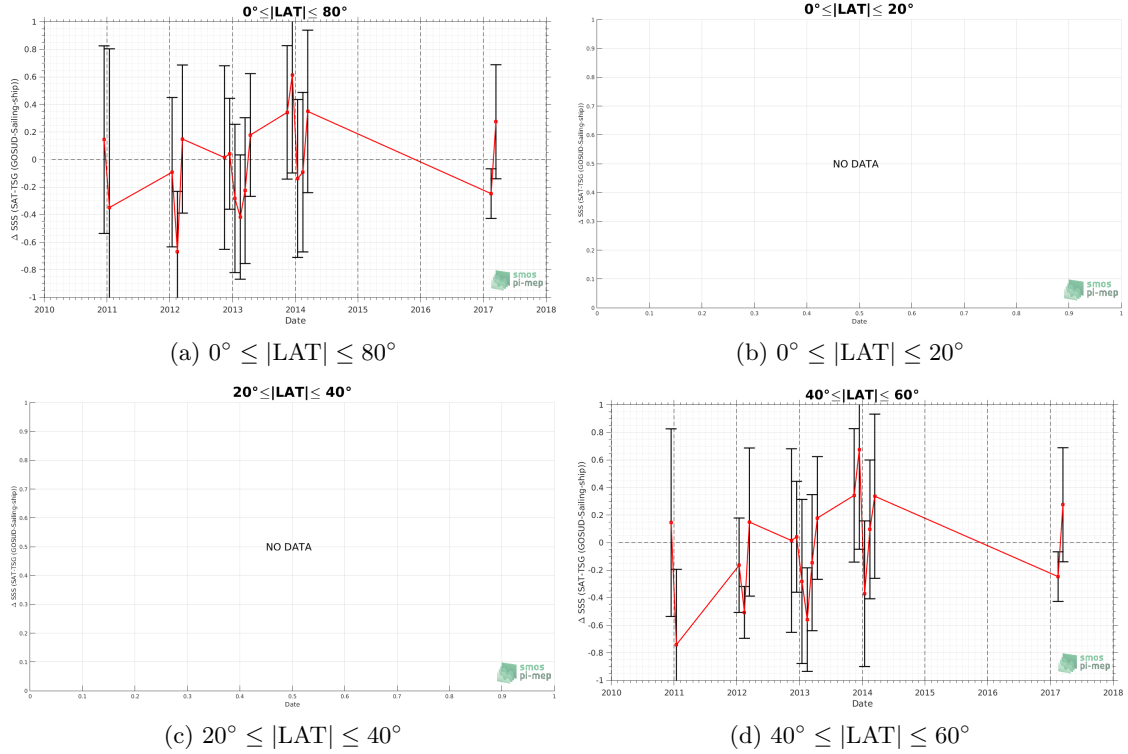 0°≤|LAT|≤ 80°
Δ SSS (SAT-TSG (GOSUD-Sailing-ship))
1
0.8
0.6
0.4
0.2
0
-0.2
-0.4
-0.6
-0.8
-1
2010 2011 2012 2013 2014 2015 2016 2017 2018
Date
smos
pi-mep
(a) 0° ≤ |LAT| ≤ 80°
0°≤|LAT|≤ 20°
Δ SSS (SAT-TSG (GOSUD-Sailing-ship))
1
0.9
0.8
0.7
0.6
0.5
0.4
0.3
0.2
0.1
0
NO DATA
0 0.1 0.2 0.3 0.4 0.5 0.6 0.7 0.8 0.9 1
Date
smos
pi-mep
(b) 0° ≤ |LAT| ≤ 20°
20°≤|LAT|≤ 40°
Δ SSS (SAT-TSG (GOSUD-Sailing-ship))
1
0.9
0.8
0.7
0.6
0.5
0.4
0.3
0.2
0.1
0
NO DATA
0 0.1 0.2 0.3 0.4 0.5 0.6 0.7 0.8 0.9 1
Date
smos
pi-mep
(c) 20° ≤ |LAT| ≤ 40°
40°≤|LAT|≤ 60°
Δ SSS (SAT-TSG (GOSUD-Sailing-ship))
1
0.8
0.6
0.4
0.2
0
-0.2
-0.4
-0.6
-0.8
-1
2010 2011 2012 2013 2014 2015 2016 2017 2018
Date
smos
pi-mep
(d) 40° ≤ |LAT| ≤ 60°